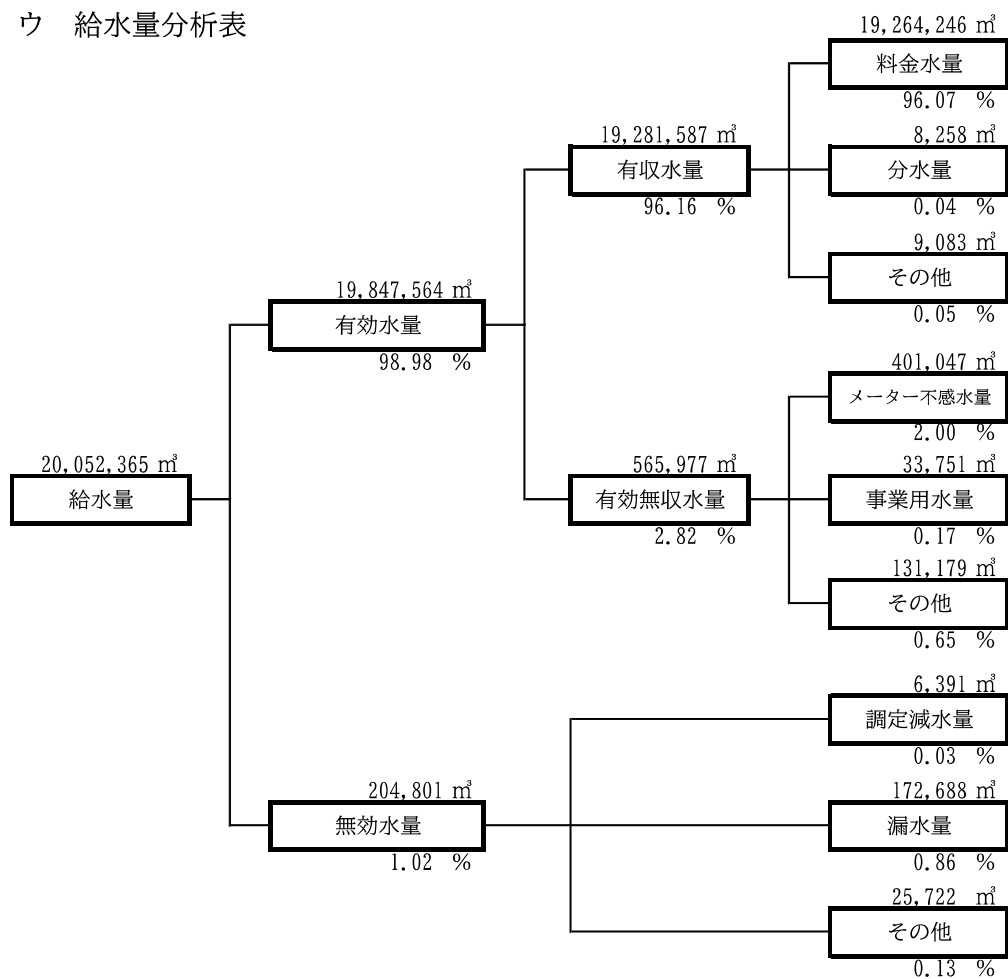 ウ　給水量分析表
19,264,246 ㎥
料金水量
96.07　%
19,281,587 ㎥
有収水量
96.16　%
8,258 ㎥
分水量
0.04　%
9,083 ㎥
その他
0.05　%
19,847,564 ㎥
有効水量
98.98　%
401,047 ㎥
メーター不感水量
2.00　%
20,052,365 ㎥
給水量
565,977 ㎥
有効無収水量
2.82　%
33,751 ㎥
事業用水量
0.17　%
131,179 ㎥
その他
0.65　%
6,391 ㎥
調定減水量
0.03　%
204,801 ㎥
無効水量
1.02　%
172,688 ㎥
漏水量
0.86　%
25,722　㎥
その他
0.13　%